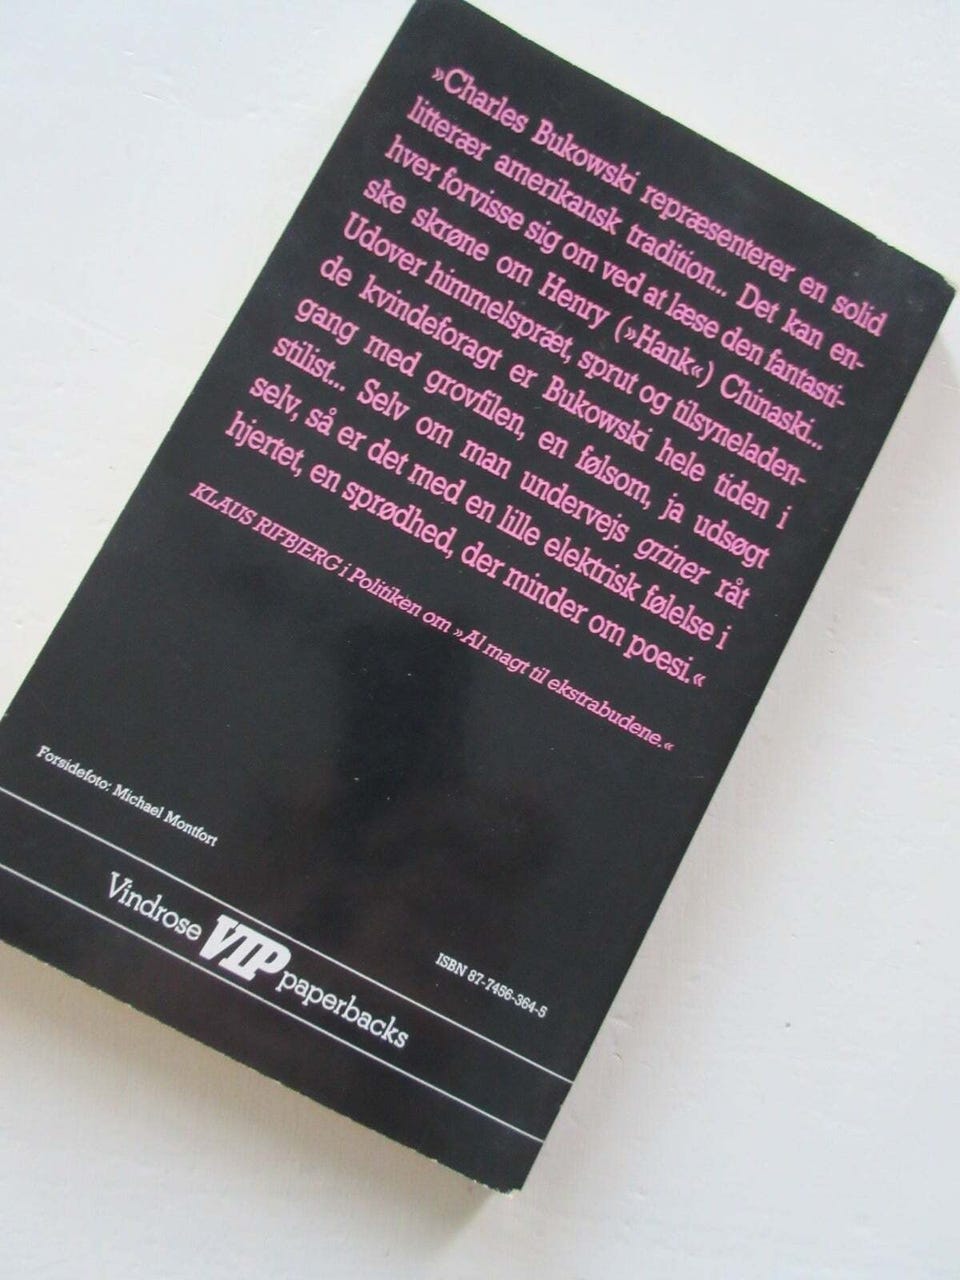 »Charles Bukowski repræsenterer en solid
litterær amerikansk tradition... Det kan en-
hver forvisse sig om ved at læse den fantasti-
ske skrøne om Henry (»Hank«) Chinaski...
Udover himmelspræt, sprut og tilsyneladen-
de kvindeforagt er Bukowski hele tiden i
gang med grovfilen, en følsom, ja udsøgt
stilist... Selv om man undervejs griner råt
selv, så er det med en lille elektrisk følelse i
hjertet, en sprødhed, der minder om poesi.«
KLAUS RIFBJERG i Politiken om »Al magt til ekstrabudene.«
Forsidefoto: Michael Montfort
ISBN 87-7456-364-5
Vindrose VIP paperbacks